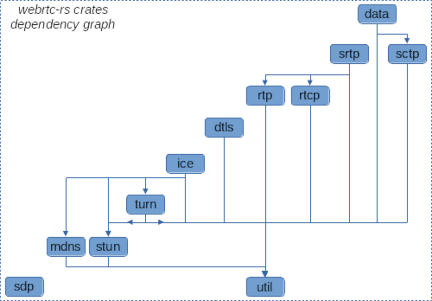 webrtc-rs crates
dependency graph
data
srtp
sctp
rtp
rtcp
dtls
ice
turn
mdns
stun
sdp
util